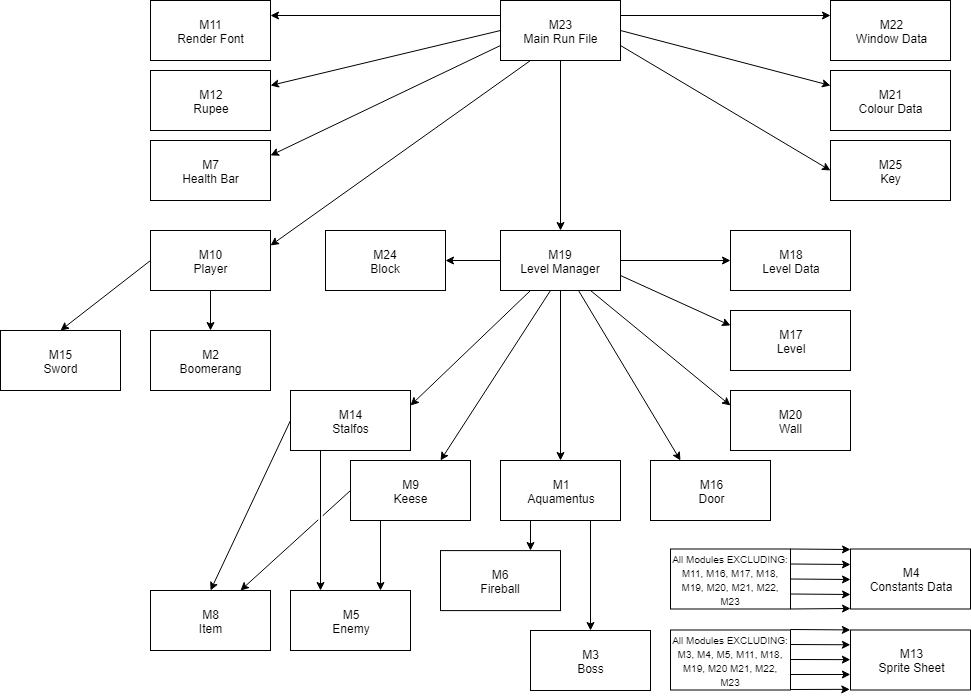 M11
Render Font
M23
Main Run File
M22
Window Data
M12
Rupee
M21
Colour Data
M7
Health Bar
M25
Key
M10
Player
M24
Block
M19
Level Manager
M18
Level Data
M15
Sword
M2
Boomerang
M17
Level
M14
Stalfos
M20
Wall
M9
Keese
M1
Aquamentus
M16
Door
M6
Fireball
All Modules EXCLUDING:
M11, M16, M17, M18,
M19, M20, M21, M22,
M23
M4
Constants Data
M8
Item
M5
Enemy
M3
Boss
All Modules EXCLUDING:
M3, M4, M5, M11, M18,
M19, M20 M21, M22,
M23
M13
Sprite Sheet